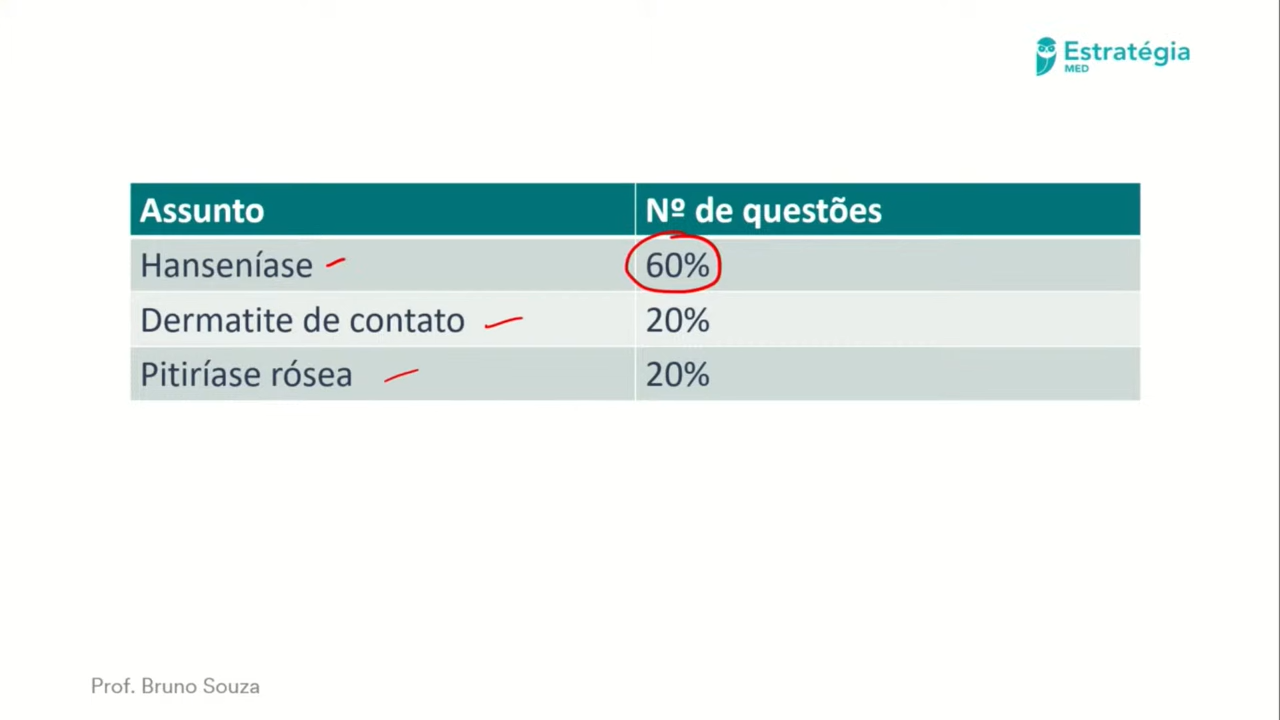 Estratégia
MED
Assunto Nº de questões
Hanseníase 60%
Dermatite de contato 20%
Pitiríase rósea 20%
Prof. Bruno Souza